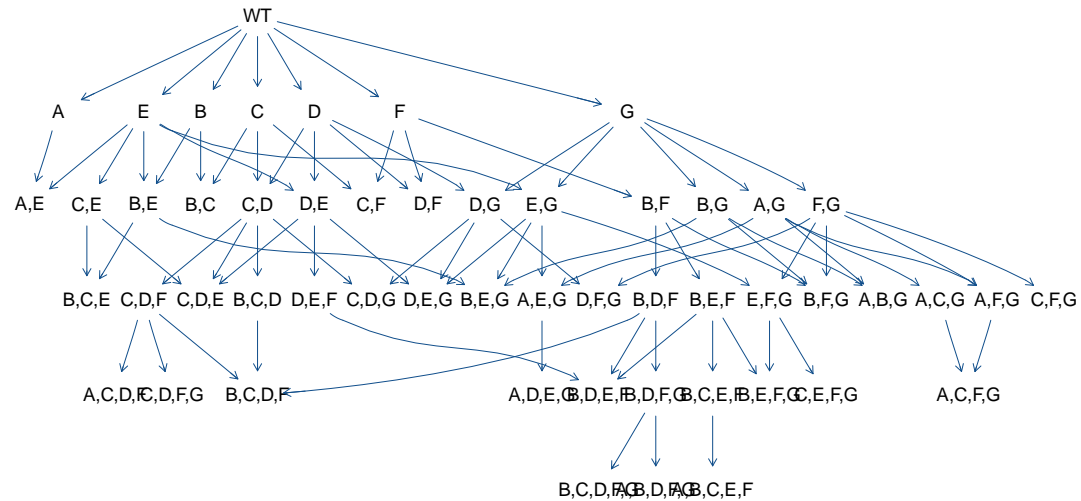 WT
A E B C D F G
A,E C,E B,E B,C C,D D,E C,F D,F D,G E,G B,F B,G A,G F,G
B,C,E C,D,F C,D,E B,C,D D,E,F C,D,G D,E,G B,E,G A,E,G D,F,G B,D,F B,E,F E,F,G B,F,G A,B,G A,C,G A,F,G C,F,G
A,C,D,F C,D,F,G B,C,D,F A,D,E,G B,D,E,F B,D,F,G B,C,E,F B,E,F,G C,E,F,G A,C,F,G
B,C,D,F,G A,B,D,F,G A,B,C,E,F